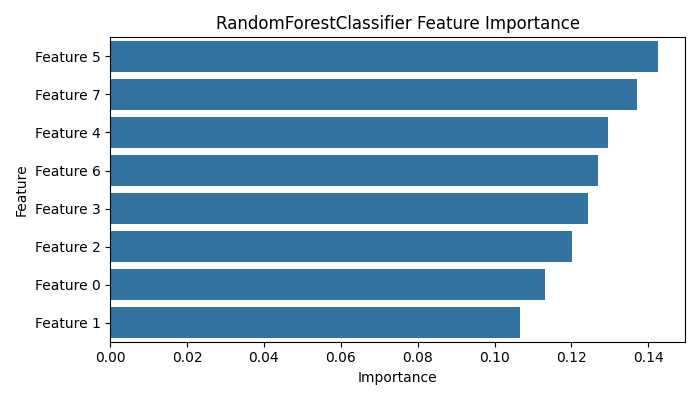 RandomForestClassifier Feature Importance
Feature
Feature 5
Feature 7
Feature 4
Feature 6
Feature 3
Feature 2
Feature 0
Feature 1
0.00 0.02 0.04 0.06 0.08 0.10 0.12 0.14
Importance